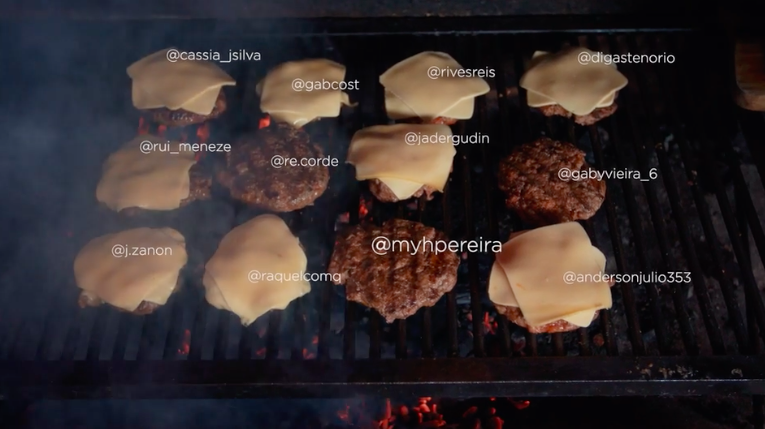 @cassia_jsilva
@gabcost
@rivesreis
@digastenorio
@rui_meneze
@re.corde
@jadergudin
@gabyvieira_6
@j.zanon
@raquelcomq
@myhpereira
@andersonjulio353